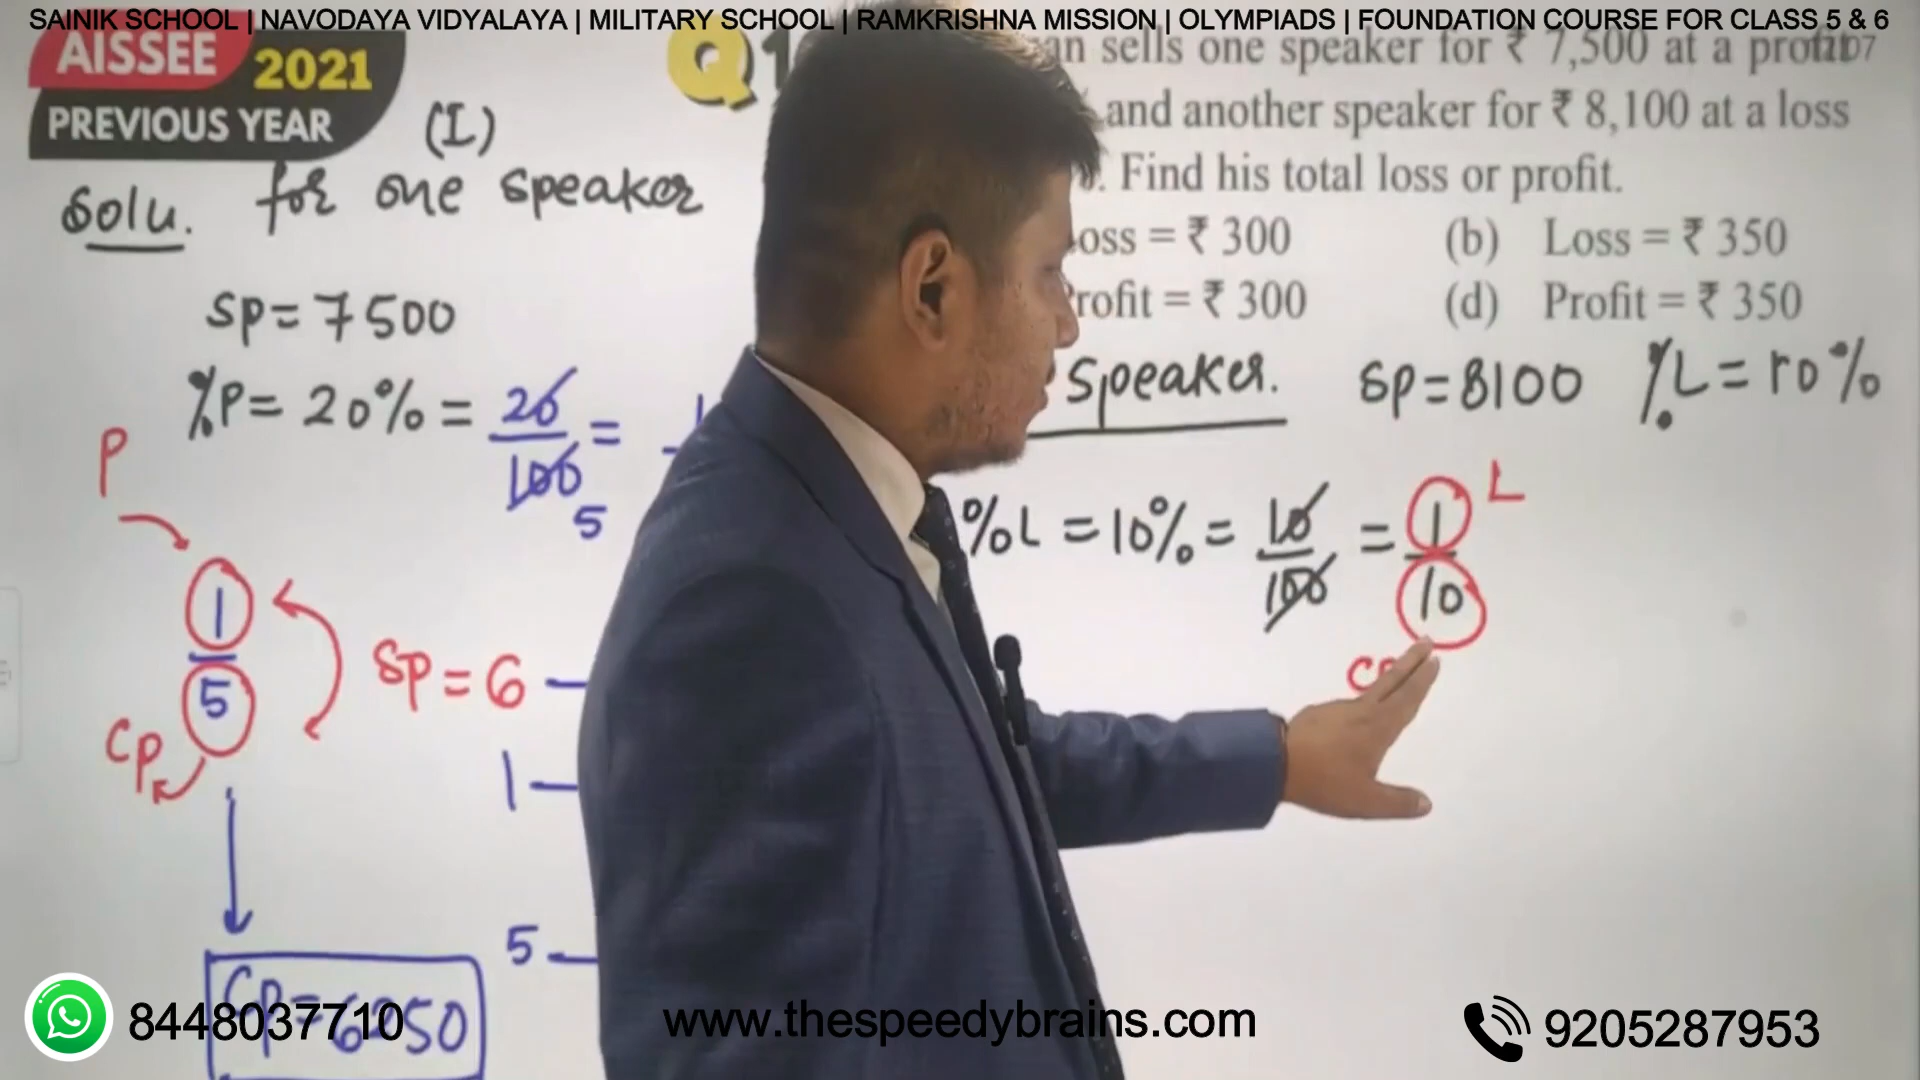 SAINIK SCHOOL | NAVODAYA VIDYALAYA | MILITARY SCHOOL | RAMKRISHNA MISSION | OLYMPIADS | FOUNDATION COURSE FOR CLASS 5 & 6
AISSEE 2021
PREVIOUS YEAR
Q1
sells one speaker for ₹ 7,500 at a profit
and another speaker for ₹ 8,100 at a loss
Find his total loss or profit.
= ₹ 300 (b) Loss = ₹ 350
= ₹ 300 (d) Profit = ₹ 350
(I)
Solu. for one speaker
SP = 7500
%P = 20% = 20/100 =
5
P
1
5
CP
SP = 6 —
1 —
5 —
CP = 6250
Speaker. SP = 8100 %L = 10%
%L = 10% = 10/100 = 1/10 L
8448037710
www.thespeedybrains.com
9205287953